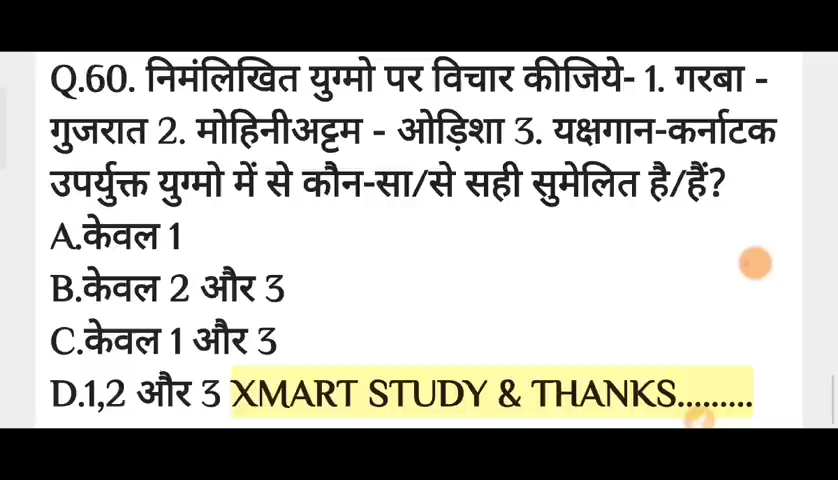 Q.60. निमंलिखित युग्मो पर विचार कीजिये- 1. गरबा -
गुजरात 2. मोहिनीअट्टम - ओड़िशा 3. यक्षगान-कर्नाटक
उपर्युक्त युग्मो में से कौन-सा/से सही सुमेलित है/हैं?
A.केवल 1
B.केवल 2 और 3
C.केवल 1 और 3
D.1,2 और 3 XMART STUDY & THANKS.........